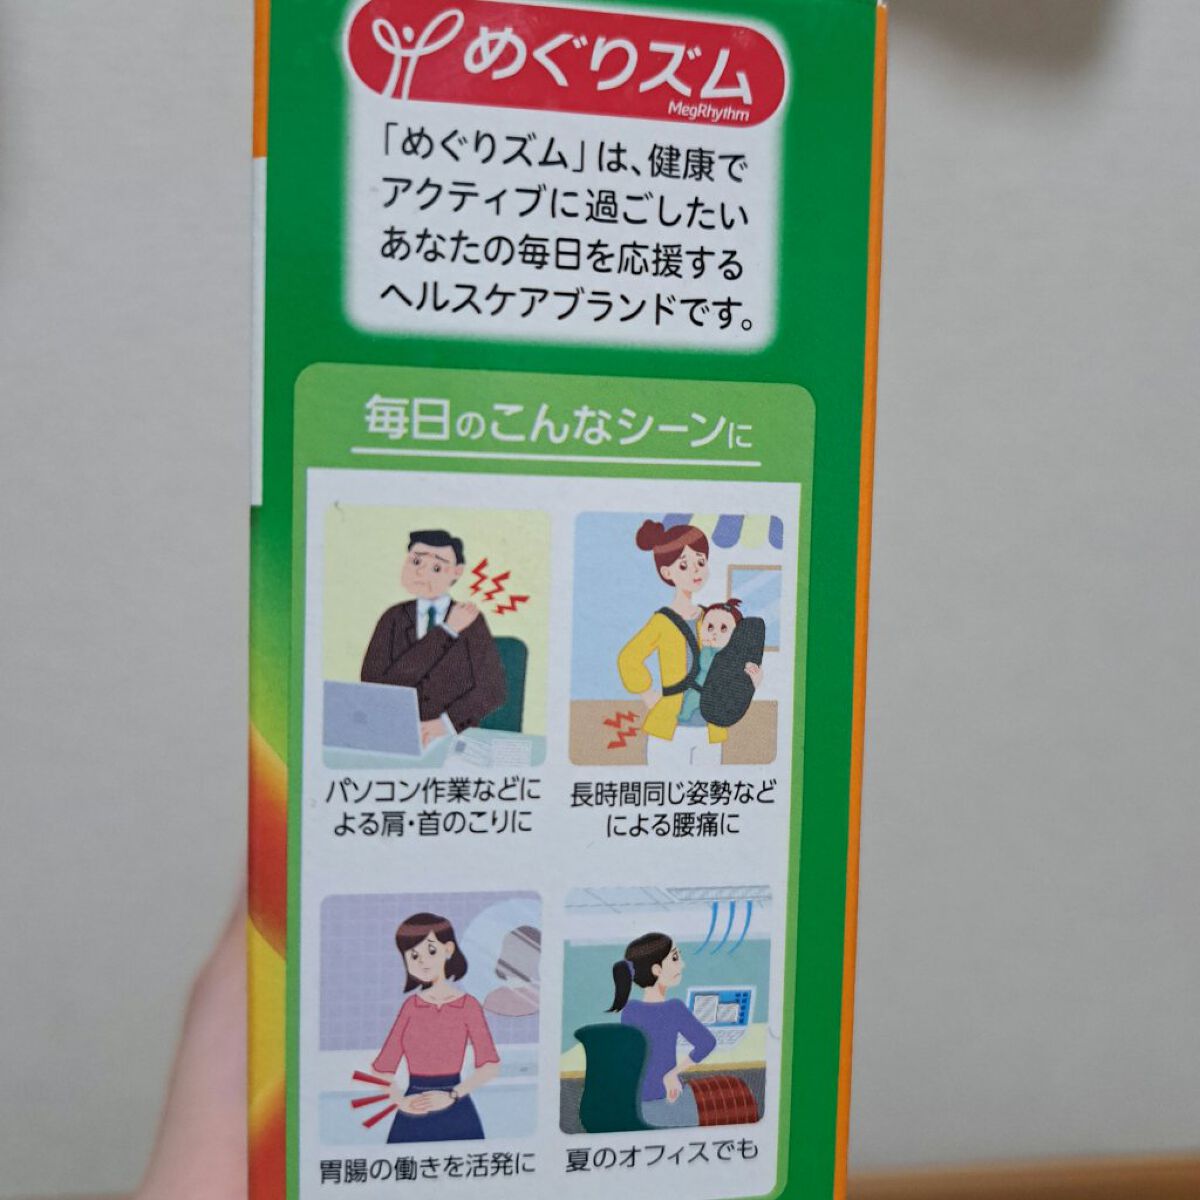 めぐりズム
MegRhythm
「めぐりズム」は、健康で
アクティブに過ごしたい
あなたの毎日を応援する
ヘルスケアブランドです。
毎日のこんなシーンに
パソコン作業などに
よる肩・首のこりに
長時間同じ姿勢など
による腰痛に
胃腸の働きを活発に
夏のオフィスでも